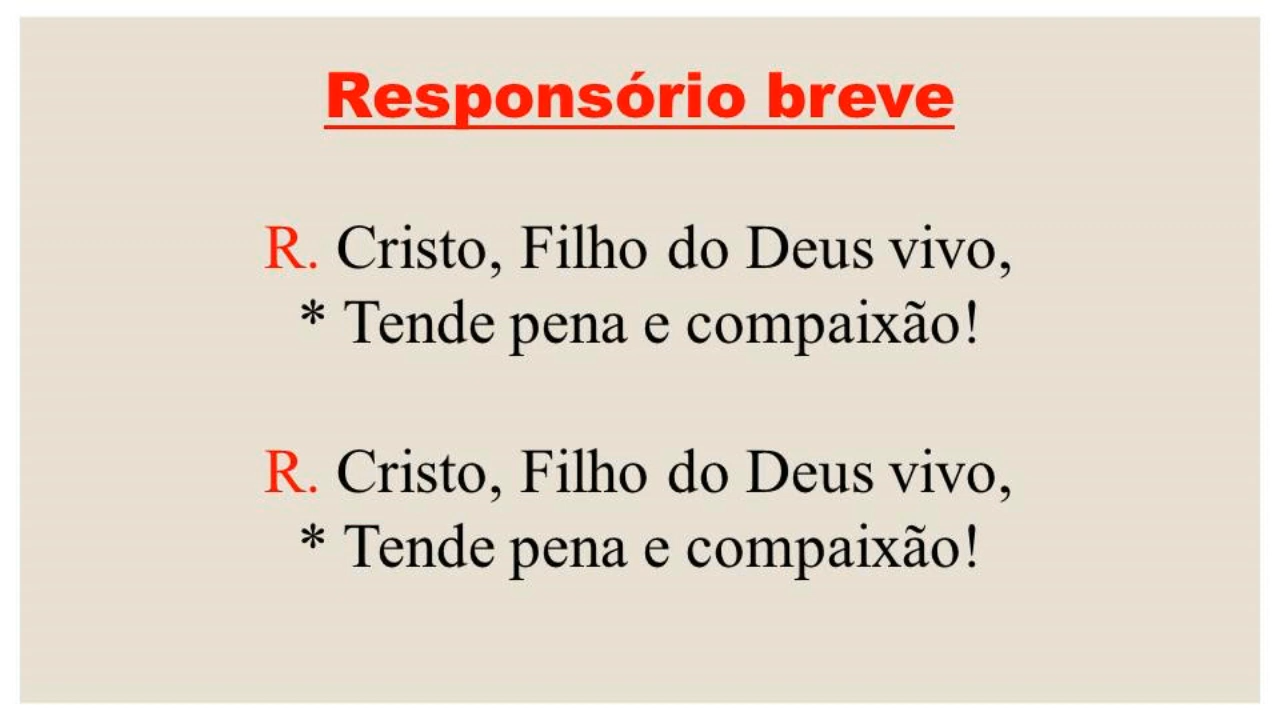 Responsório breve
R. Cristo, Filho do Deus vivo,
* Tende pena e compaixão!
R. Cristo, Filho do Deus vivo,
* Tende pena e compaixão!